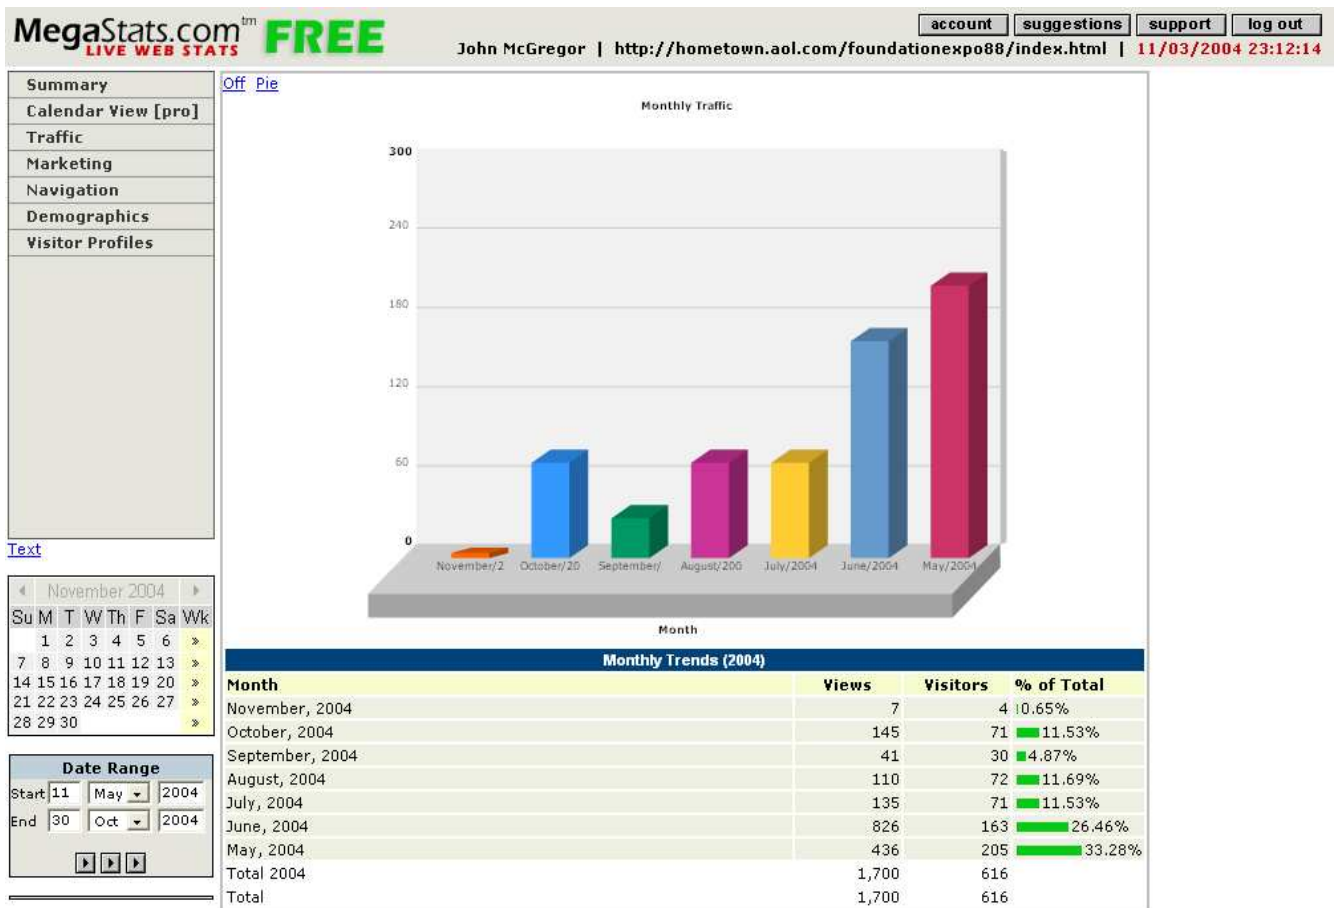 MegaStats.com™ FREE
LIVE WEB STATS
account suggestions support log out
John McGregor | http://hometown.aol.com/foundationexpo88/index.html | 11/03/2004 23:12:14
Summary
Calendar View [pro]
Traffic
Marketing
Navigation
Demographics
Visitor Profiles
Text
November 2004
Su M T W Th F Sa Wk
1 2 3 4 5 6 »
7 8 9 10 11 12 13 »
14 15 16 17 18 19 20 »
21 22 23 24 25 26 27 »
28 29 30 »
Date Range
Start 11 May 2004
End 30 Oct 2004
Off Pie
Monthly Traffic
300
240
180
120
60
0
November/2 October/20 September/ August/200 July/2004 June/2004 May/2004
Month
Monthly Trends (2004)
Month Views Visitors % of Total
November, 2004 7 4 0.65%
October, 2004 145 71 11.53%
September, 2004 41 30 4.87%
August, 2004 110 72 11.69%
July, 2004 135 71 11.53%
June, 2004 826 163 26.46%
May, 2004 436 205 33.28%
Total 2004 1,700 616
Total 1,700 616